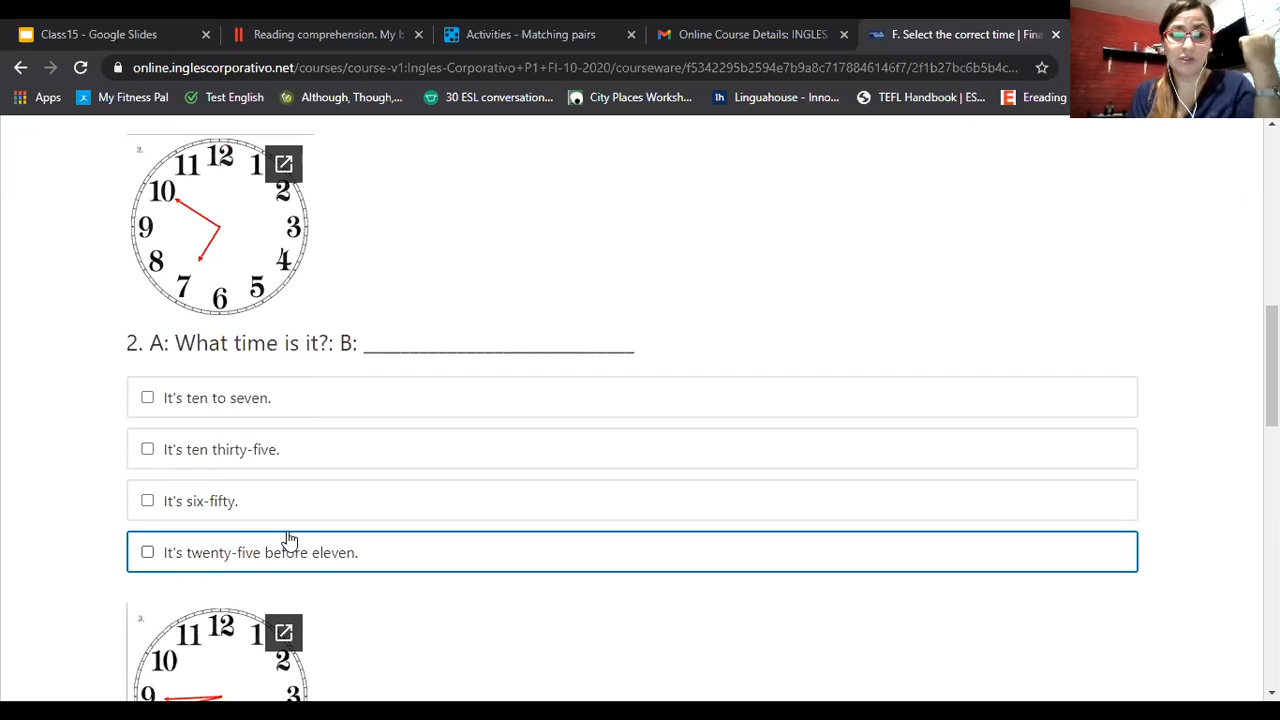 Class15 - Google Slides
Reading comprehension. My b
Activities - Matching pairs
Online Course Details: INGLES
F. Select the correct time | Fina
online.inglescorporativo.net/courses/course-v1:Ingles-Corporativo+P1+FI-10-2020/courseware/f5342295b2594e7b9a8c7178846146f7/2f1b27bc6b5b4c...
Apps
My Fitness Pal
Test English
Although, Though,...
30 ESL conversation...
City Places Worksh...
Linguahouse - Inno...
TEFL Handbook | ES...
Ereading
2.
12
11 1
10 2
9 3
8 4
7 5
6
2. A: What time is it?: B: ___________________________
It's ten to seven.
It's ten thirty-five.
It's six-fifty.
It's twenty-five before eleven.
3.
12
11 1
10 2
9 3